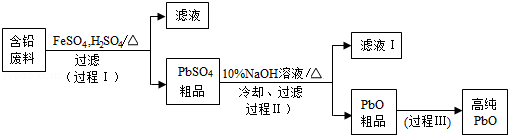 含铅
废料
FeSO₄,H₂SO₄/△
过滤
(过程Ⅰ)
滤液
PbSO₄
粗品
10%NaOH溶液/△
冷却、过滤
过程Ⅱ)
滤液Ⅰ
PbO
粗品
(过程Ⅲ)
高纯
PbO